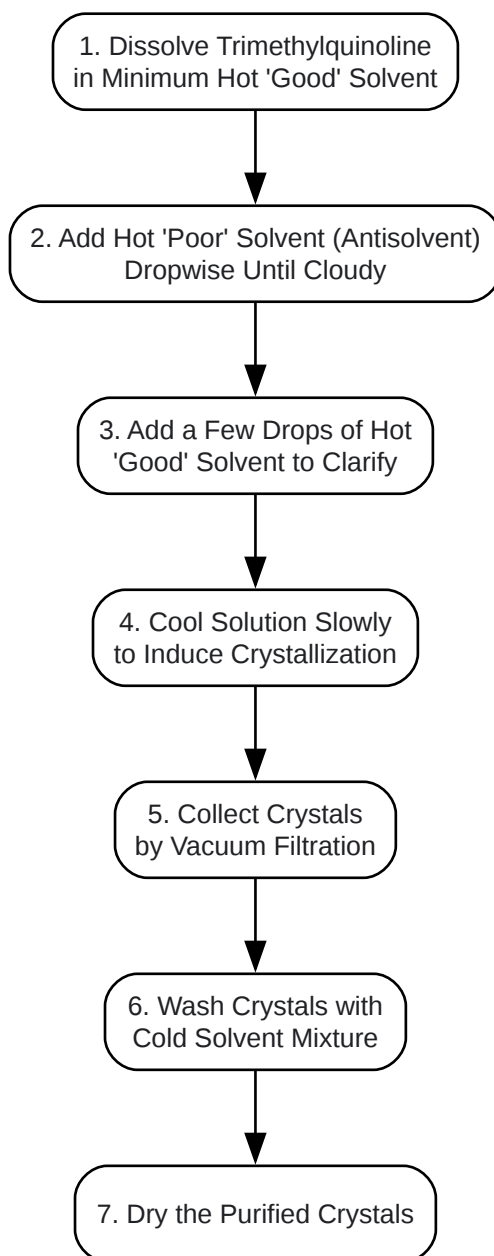 1. Dissolve Trimethylquinoline
in Minimum Hot 'Good' Solvent
2. Add Hot 'Poor' Solvent (Antisolvent)
Dropwise Until Cloudy
3. Add a Few Drops of Hot
'Good' Solvent to Clarify
4. Cool Solution Slowly
to Induce Crystallization
5. Collect Crystals
by Vacuum Filtration
6. Wash Crystals with
Cold Solvent Mixture
7. Dry the Purified Crystals